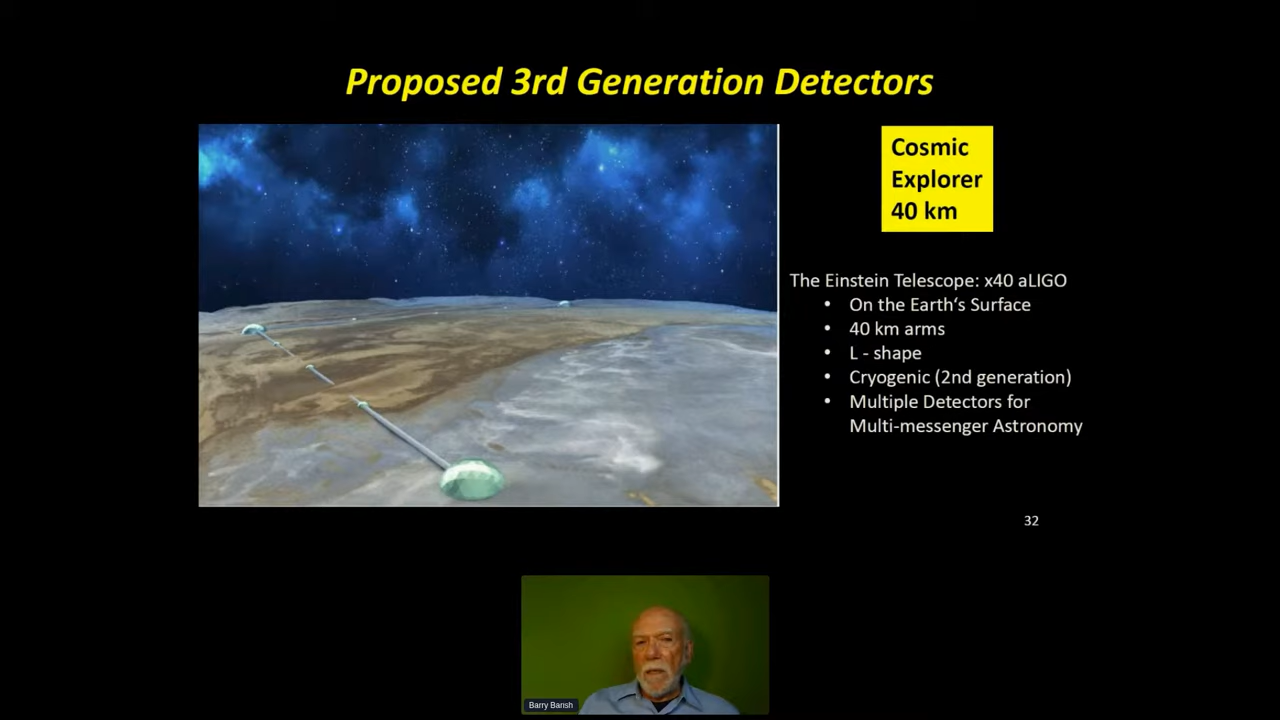 Proposed 3rd Generation Detectors
Cosmic
Explorer
40 km
The Einstein Telescope: x40 aLIGO
• On the Earth‘s Surface
• 40 km arms
• L - shape
• Cryogenic (2nd generation)
• Multiple Detectors for
Multi-messenger Astronomy
32
Barry Barish